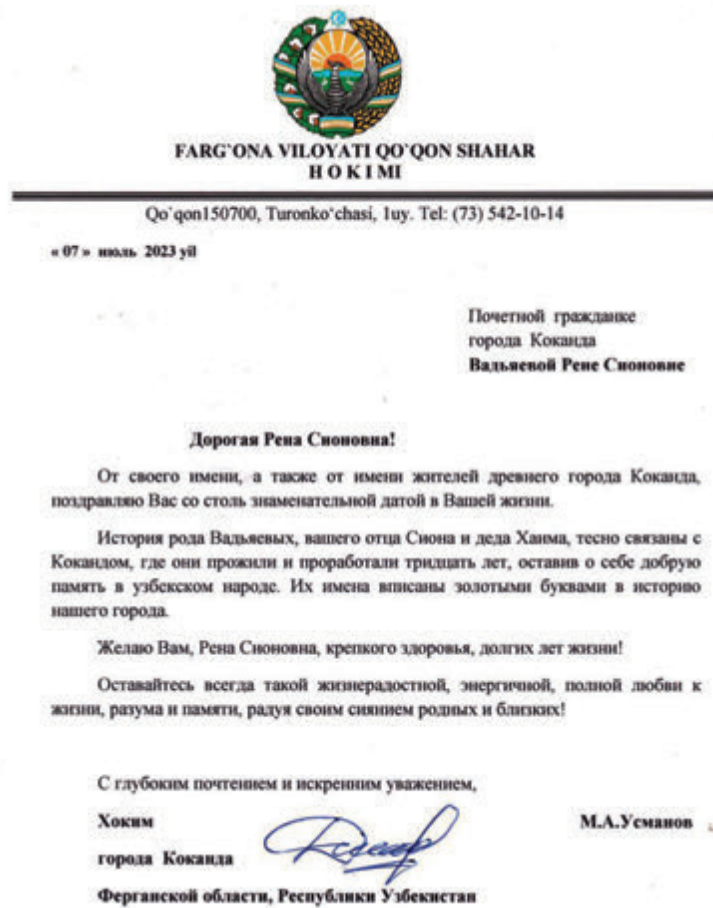 FARG`ONA VILOYATI QO`QON SHAHAR
H O K I MI
Qo`qon150700, Turonko‘chasi, 1uy. Tel: (73) 542-10-14
« 07 » июль 2023 yil
Почетной гражданке
города Коканда
Вадьяевой Рене Сионовне
Дорогая Рена Сионовна!
От своего имени, а также от имени жителей древнего города Коканда,
поздравляю Вас со столь знаменательной датой в Вашей жизни.
История рода Вадьяевых, вашего отца Сиона и деда Хаима, тесно связаны с
Кокандом, где они прожили и проработали тридцать лет, оставив о себе добрую
память в узбекском народе. Их имена вписаны золотыми буквами в историю
нашего города.
Желаю Вам, Рена Сионовна, крепкого здоровья, долгих лет жизни!
Оставайтесь всегда такой жизнерадостной, энергичной, полной любви к
жизни, разума и памяти, радуя своим сиянием родных и близких!
С глубоким почтением и искренним уважением,
Хоким М.А.Усманов
города Коканда
Ферганской области, Республики Узбекистан